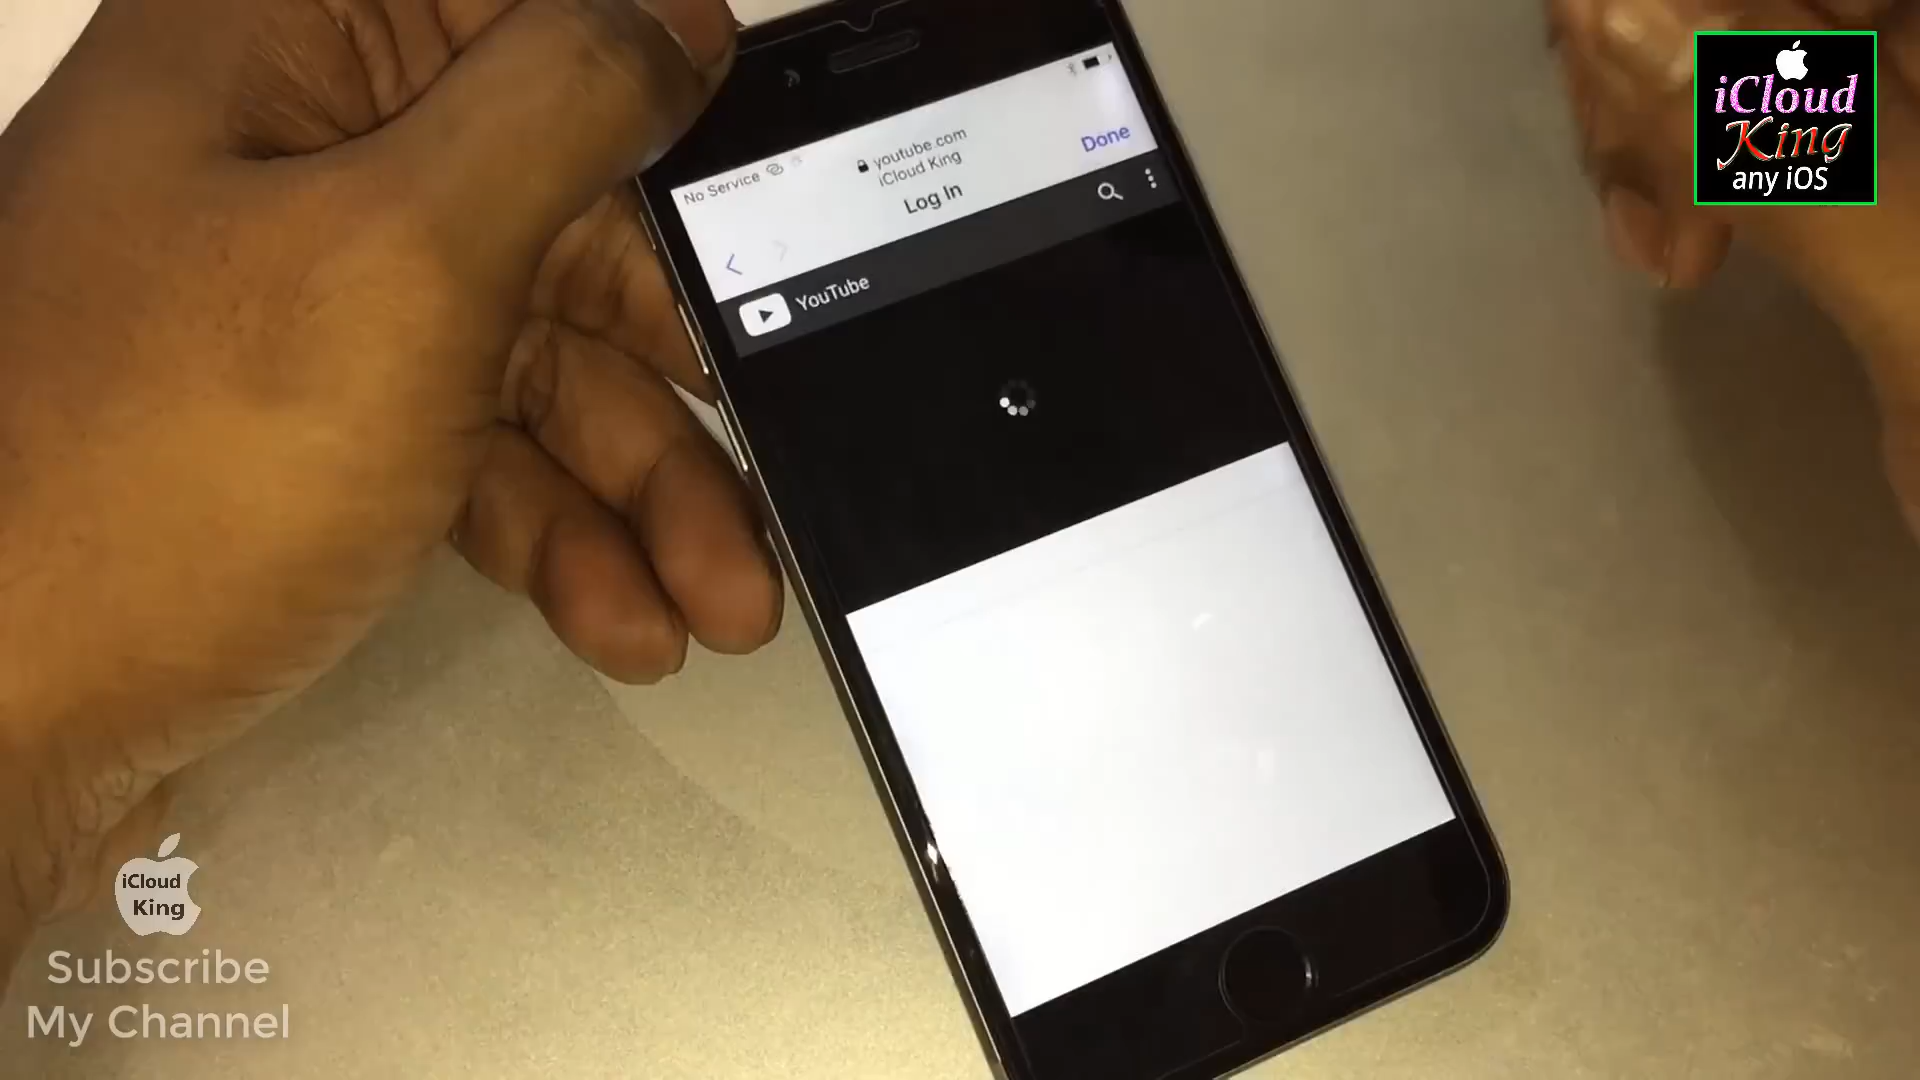 No Service
youtube.com
iCloud King
Log In
Done
YouTube
iCloud
King
any iOS
iCloud
King
Subscribe
My Channel